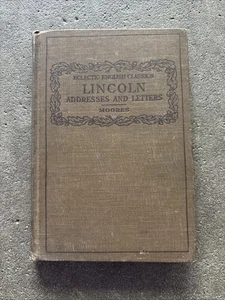 ECLECTIC ENGLISH CLASSICS
LINCOLN
ADDRESSES AND LETTERS
MOORES